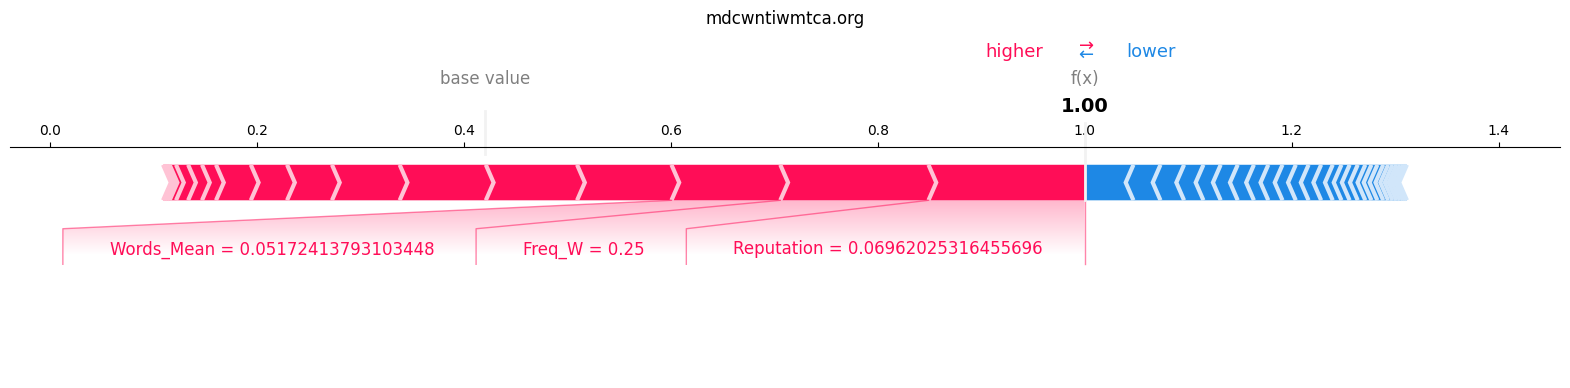 mdcwntiwmtca.org
higher ⇄ lower
base value f(x)
1.00
0.0 0.2 0.4 0.6 0.8 1.0 1.2 1.4
Words_Mean = 0.05172413793103448 Freq_W = 0.25 Reputation = 0.06962025316455696